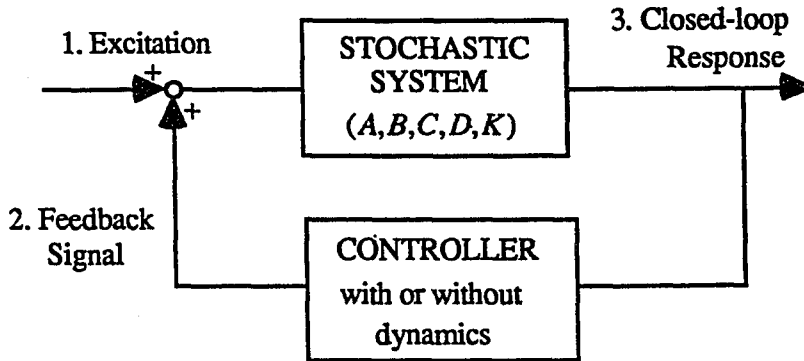 1. Excitation
+
+
STOCHASTIC
SYSTEM
(A,B,C,D,K)
3. Closed-loop
Response
2. Feedback
Signal
CONTROLLER
with or without
dynamics